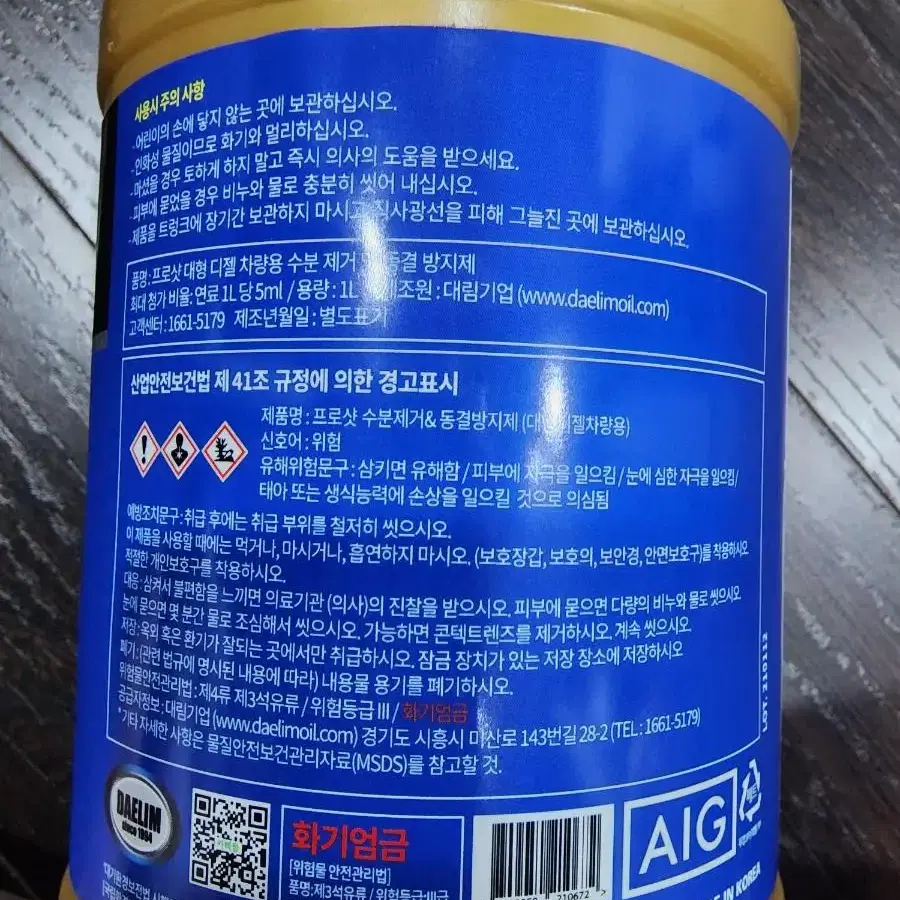 사용시 주의 사항
·어린이의 손에 닿지 않는 곳에 보관하십시오.
·인화성 물질이므로 화기와 멀리하십시오.
·마셨을 경우 토하게 하지 말고 즉시 의사의 도움을 받으세요.
·피부에 묻었을 경우 비누와 물로 충분히 씻어 내십시오.
·제품을 트렁크에 장기간 보관하지 마시고 직사광선을 피해 그늘진 곳에 보관하십시오.
품명 : 프로샷 대형 디젤 차량용 수분 제거 동결 방지제
최대 첨가 비율 : 연료 1L 당 5ml / 용량 : 1L 조원 : 대림기업 (www.daelimoil.com)
고객센터 : 1661-5179 제조년월일 : 별도표기
산업안전보건법 제 41조 규정에 의한 경고표시
제품명 : 프로샷 수분제거& 동결방지제 (대형디젤차량용)
신호어 : 위험
유해위험문구 : 삼키면 유해함 / 피부에 자극을 일으킴 / 눈에 심한 자극을 일으킴/
태아 또는 생식능력에 손상을 일으킬 것으로 의심됨
예방조치문구 : 취급 후에는 취급 부위를 철저히 씻으시오.
이 제품을 사용할 때에는 먹거나, 마시거나, 흡연하지 마시오. (보호장갑, 보호의, 보안경, 안면보호구)를 착용하시오
적절한 개인보호구를 착용하시오.
대응 : 삼켜서 불편함을 느끼면 의료기관 (의사)의 진찰을 받으시오. 피부에 묻으면 다량의 비누와 물로 씻으시오
눈에 묻으면 몇 분간 물로 조심해서 씻으시오. 가능하면 콘텍트렌즈를 제거하시오. 계속 씻으시오
저장 : 옥외 혹은 환기가 잘되는 곳에서만 취급하시오. 잠금 장치가 있는 저장 장소에 저장하시오
폐기 : (관련 법규에 명시된 내용에 따라) 내용물 용기를 폐기하시오.
위험물안전관리법 : 제4류 제3석유류 / 위험등급 III / 화기엄금
공급자정보 : 대림기업 (www.daelimoil.com) 경기도 시흥시 마산로 143번길 28-2 (TEL : 1661-5179)
*기타 자세한 사항은 물질안전보건관리자료(MSDS)를 참고할 것.
LOT: 210112
DAELIM
since 1984
화기엄금
[위험물 안전관리법]
품명:제3석유류 / 위험등급:III급
210672
AIG
IN KOREA